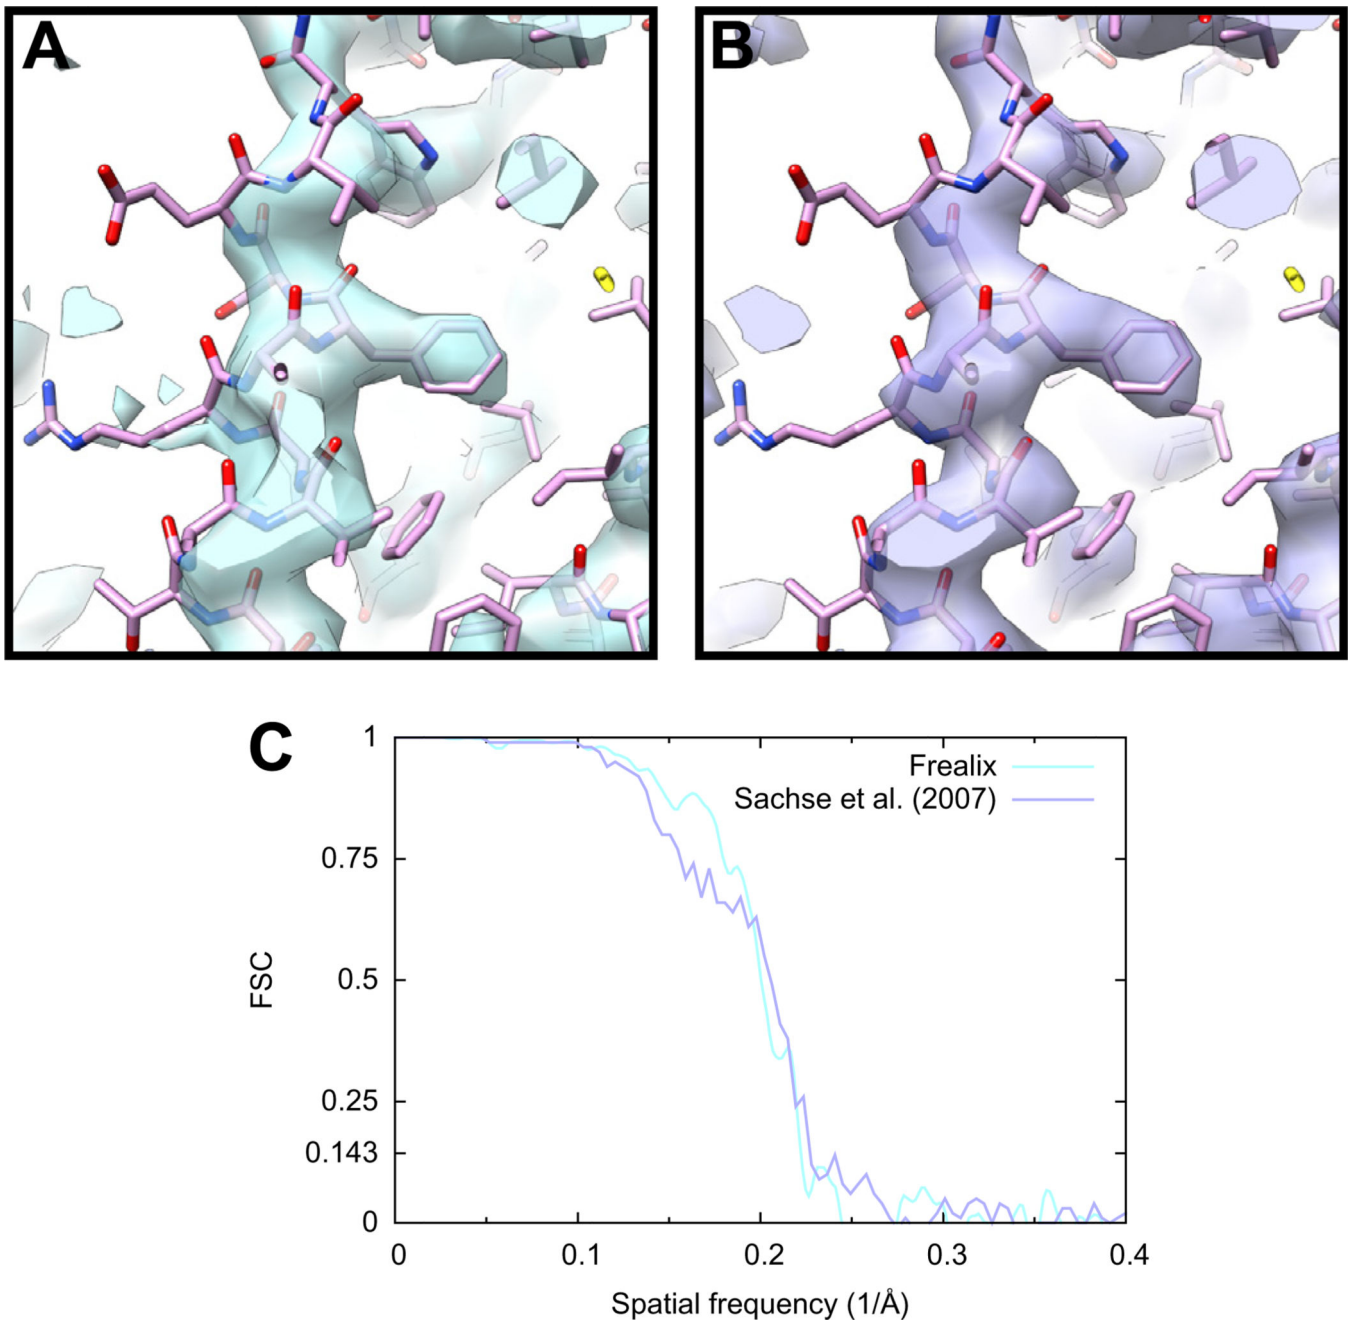 A
B
C
1
Frealix
Sachse et al. (2007)
0.75
FSC
0.5
0.25
0.143
0
0 0.1 0.2 0.3 0.4
Spatial frequency (1/Å)